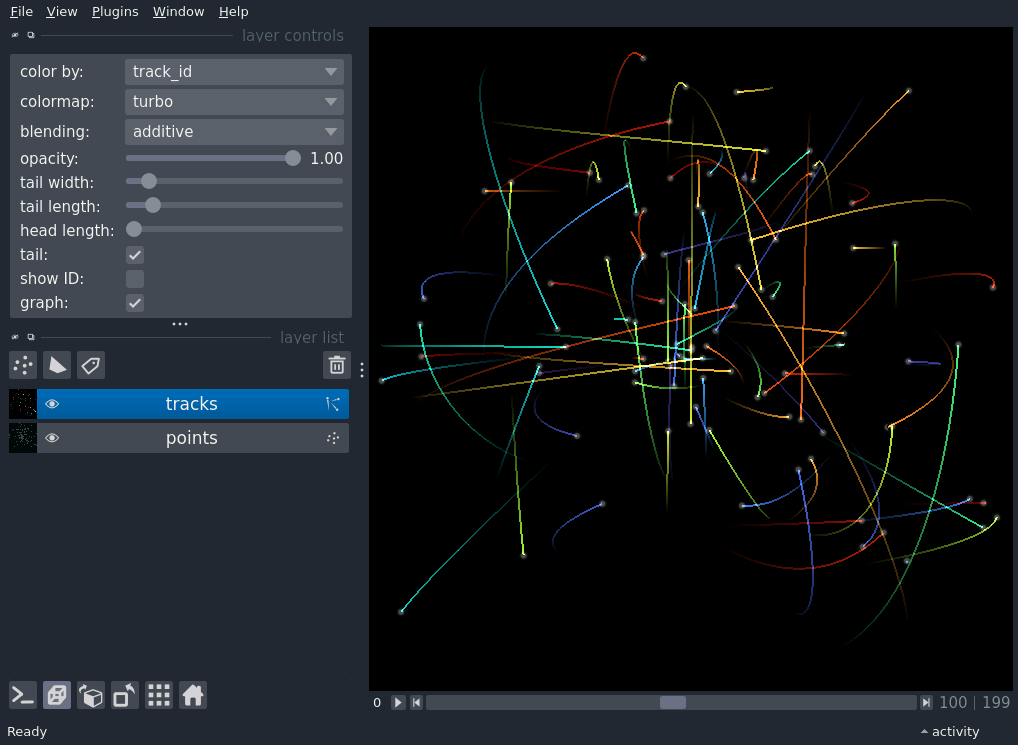 File View Plugins Window Help
layer controls
color by: track_id
colormap: turbo
blending: additive
opacity: 1.00
tail width:
tail length:
head length:
tail:
show ID:
graph:
layer list
tracks
points
0 100 | 199
Ready activity